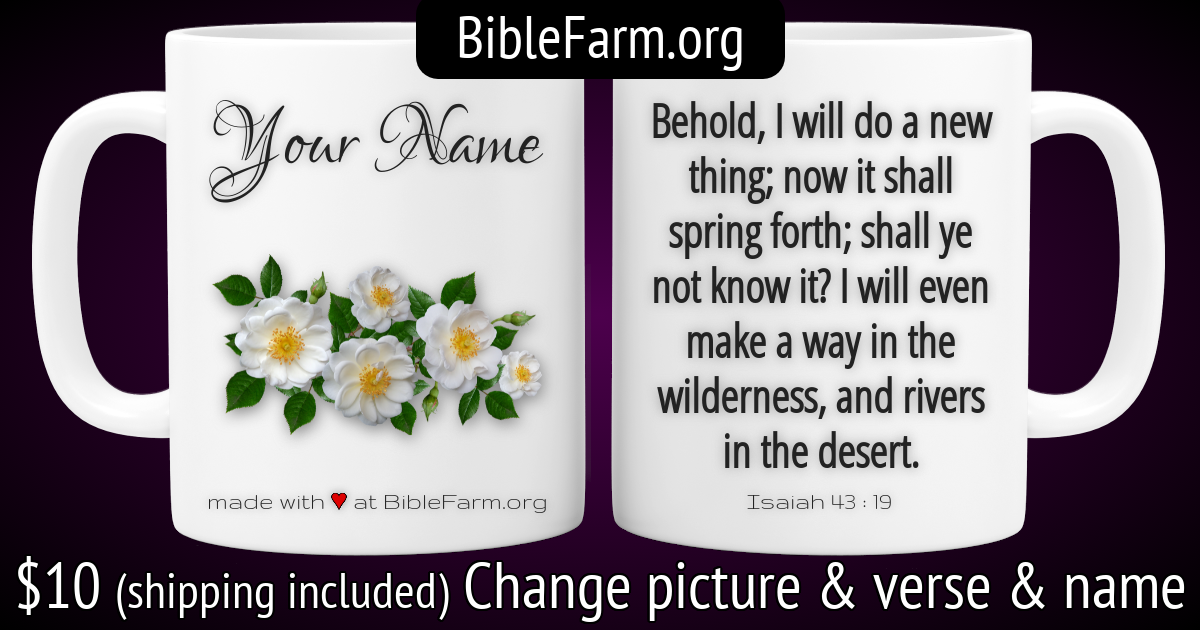 BibleFarm.org
Your Name
made with ♥ at BibleFarm.org
Behold, I will do a new
thing; now it shall
spring forth; shall ye
not know it? I will even
make a way in the
wilderness, and rivers
in the desert.
Isaiah 43 : 19
$10 (shipping included) Change picture & verse & name